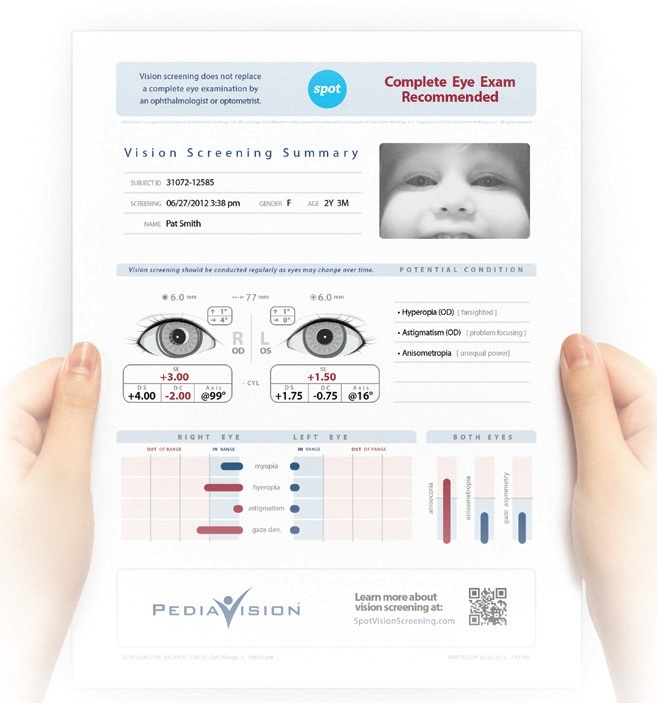 Vision screening does not replace
a complete eye examination by
an ophthalmologist or optometrist.
spot
Complete Eye Exam
Recommended
Vision Screening Summary
SUBJECT ID 31072-12585
SCREENING 06/27/2012 3:38 pm GENDER F AGE 2Y 3M
NAME Pat Smith
Vision screening should be conducted regularly as eyes may change over time.
POTENTIAL CONDITION
6.0 mm 77 mm 6.0 mm
↑ 1° ↑ 1°
→ 4° → 0°
R L
OD OS
• Hyperopia (OD) [ farsighted ]
• Astigmatism (OD) [ problem focusing ]
• Anisometropia [ unequal power ]
SE SE
+3.00 +1.50
- CYL
DS DC Axis DS DC Axis
+4.00 -2.00 @99° +1.75 -0.75 @16°
RIGHT EYE LEFT EYE BOTH EYES
OUT OF RANGE IN RANGE IN RANGE OUT OF RANGE
myopia
hyeropia
astigmatism
gaze dev.
anisocoria
anisometropia
gaze asymmetry
PEDIAVISION
Learn more about
vision screening at:
SpotVisionScreening.com